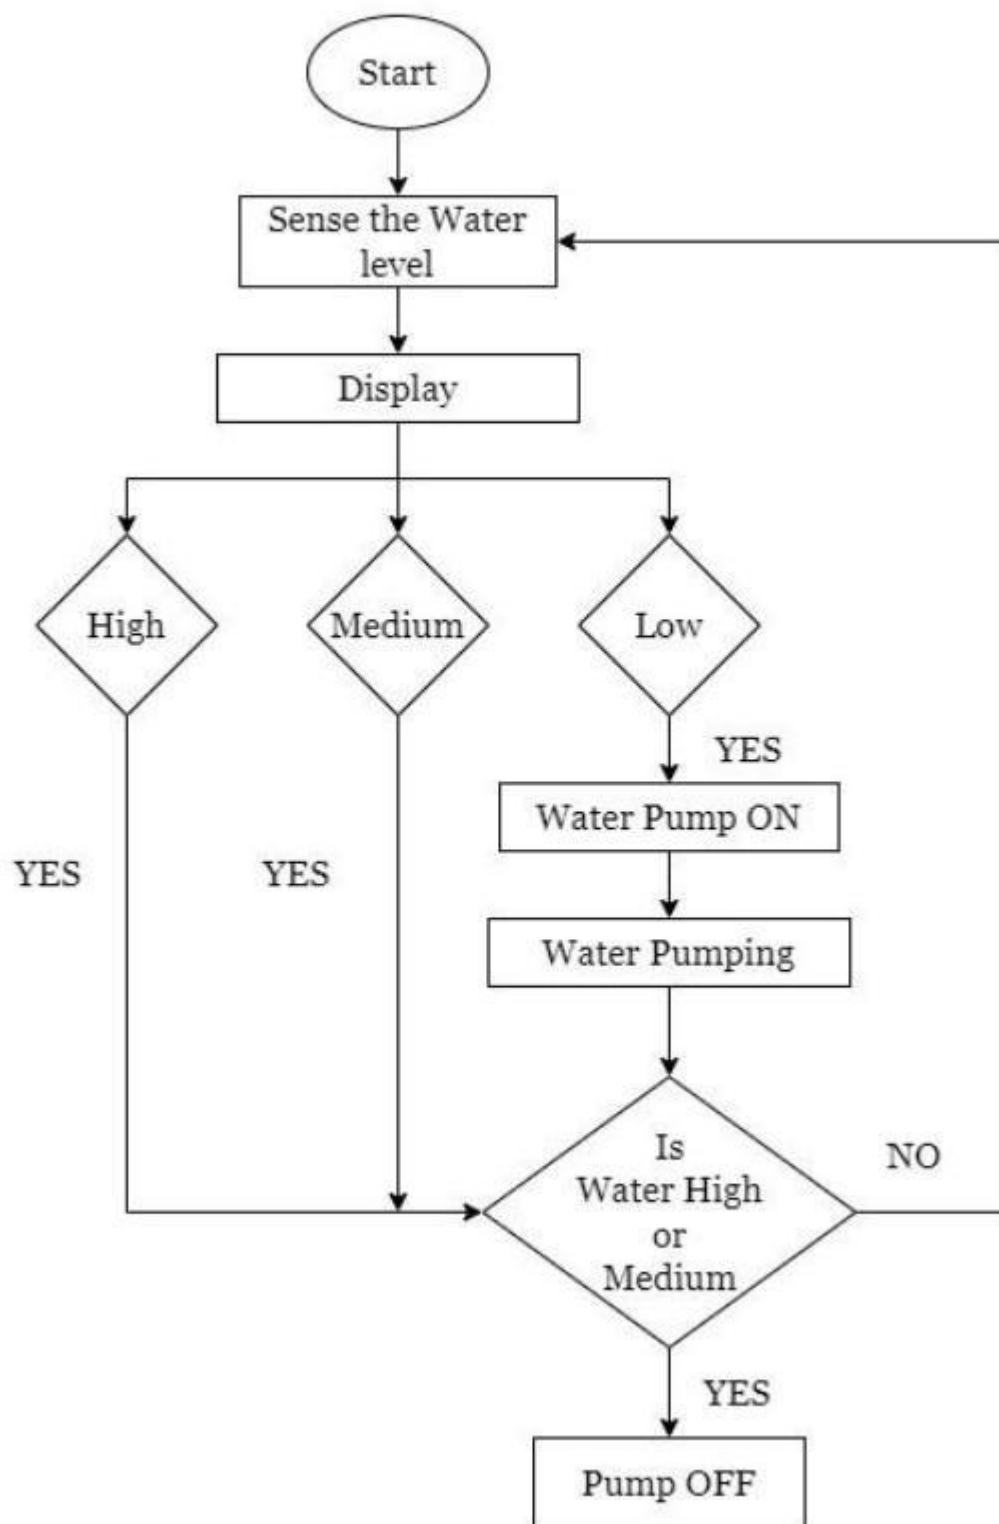 Start
Sense the Water
level
Display
High
Medium
Low
YES
Water Pump ON
YES
YES
Water Pumping
Is
Water High
or
Medium
NO
YES
Pump OFF